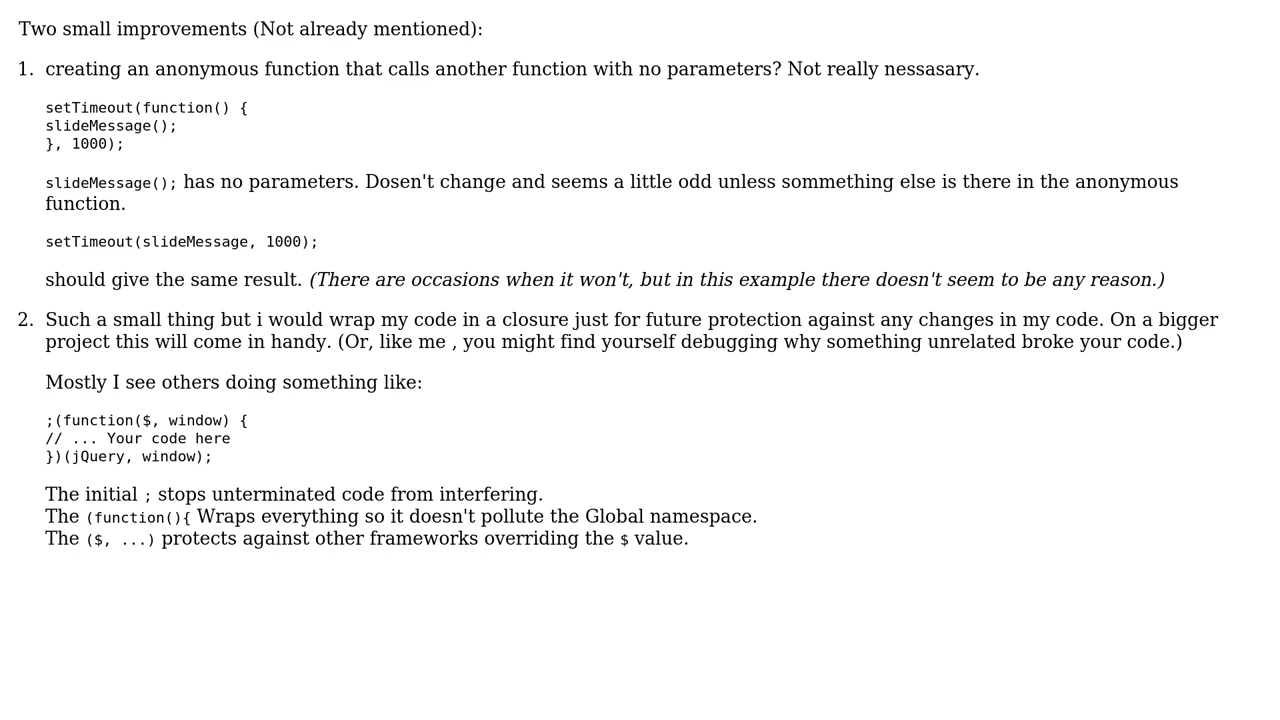 Two small improvements (Not already mentioned):
1. creating an anonymous function that calls another function with no parameters? Not really nessasary.
setTimeout(function() {
slideMessage();
}, 1000);
slideMessage(); has no parameters. Dosen't change and seems a little odd unless sommething else is there in the anonymous
function.
setTimeout(slideMessage, 1000);
should give the same result. (There are occasions when it won't, but in this example there doesn't seem to be any reason.)
2. Such a small thing but i would wrap my code in a closure just for future protection against any changes in my code. On a bigger
project this will come in handy. (Or, like me , you might find yourself debugging why something unrelated broke your code.)
Mostly I see others doing something like:
;(function($, window) {
// ... Your code here
})(jQuery, window);
The initial ; stops unterminated code from interfering.
The (function(){ Wraps everything so it doesn't pollute the Global namespace.
The ($, ...) protects against other frameworks overriding the $ value.